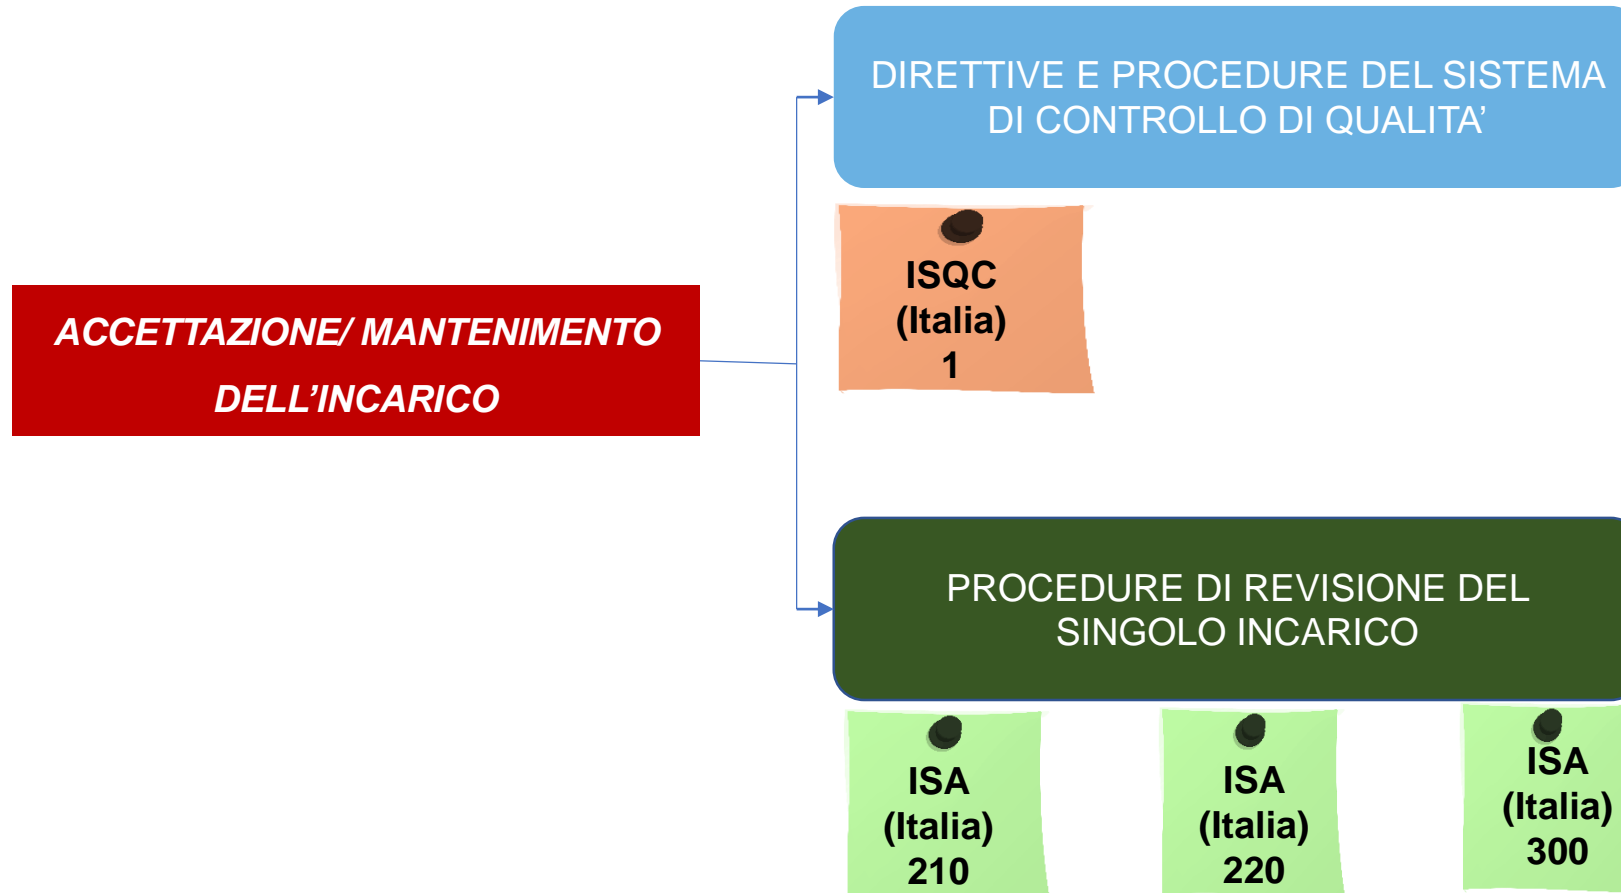 DIRETTIVE E PROCEDURE DEL SISTEMA
DI CONTROLLO DI QUALITA’
ISQC
(Italia)
1
ACCETTAZIONE/ MANTENIMENTO
DELL’INCARICO
PROCEDURE DI REVISIONE DEL
SINGOLO INCARICO
ISA
(Italia)
210
ISA
(Italia)
220
ISA
(Italia)
300